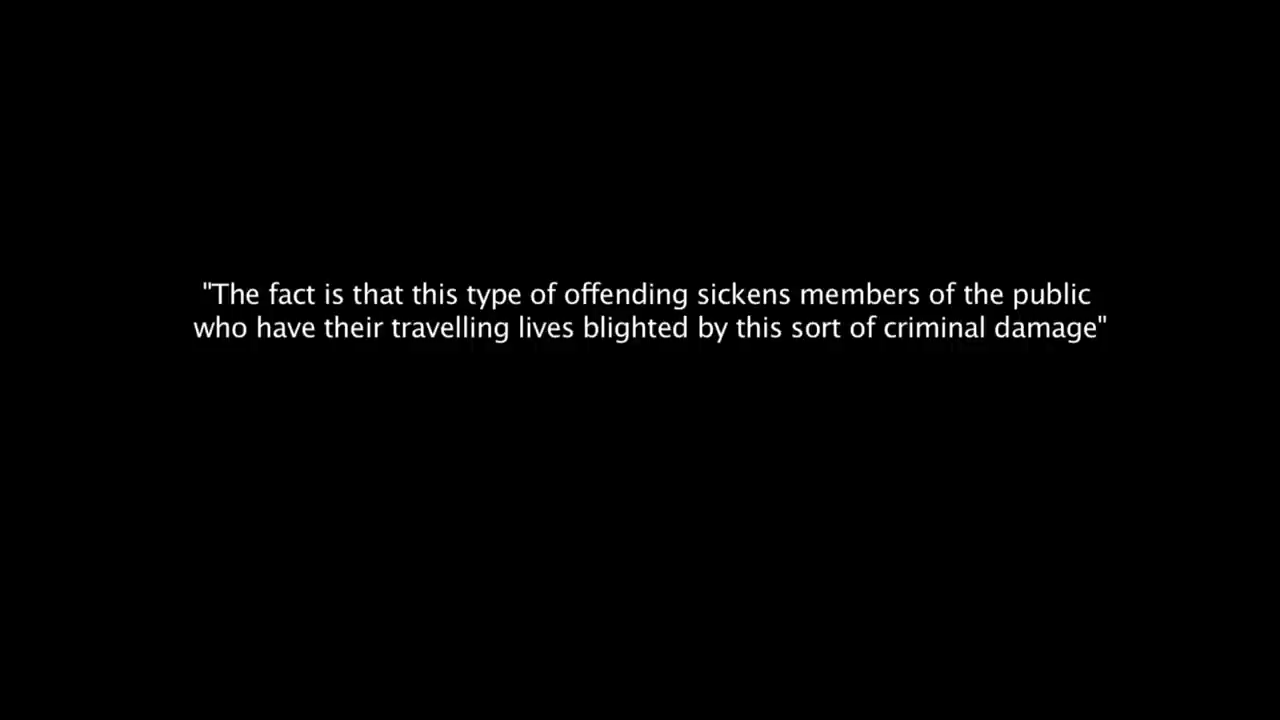 "The fact is that this type of offending sickens members of the public
who have their travelling lives blighted by this sort of criminal damage"